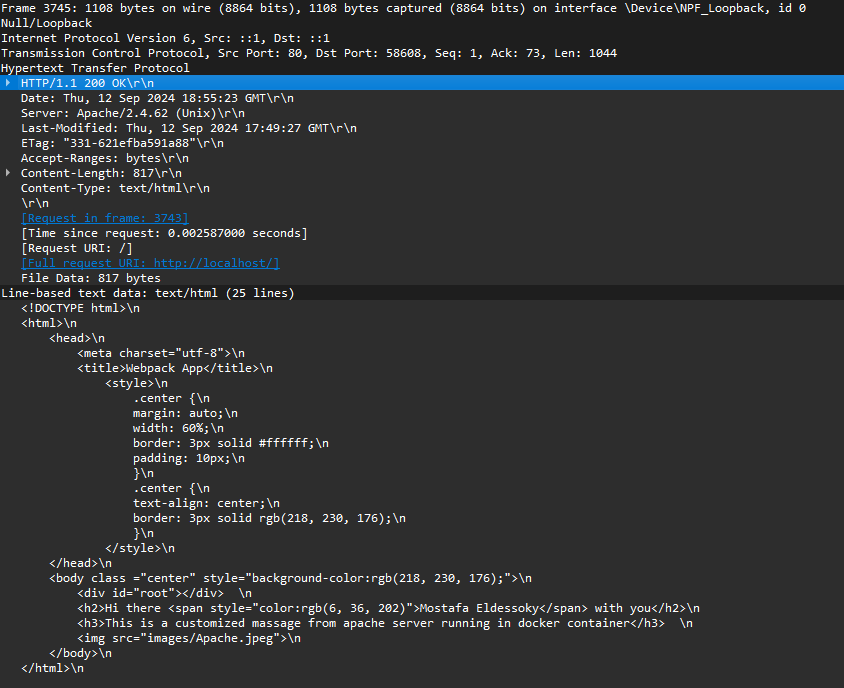 Frame 3745: 1108 bytes on wire (8864 bits), 1108 bytes captured (8864 bits) on interface \Device\NPF_Loopback, id 0
Null/Loopback
Internet Protocol Version 6, Src: ::1, Dst: ::1
Transmission Control Protocol, Src Port: 80, Dst Port: 58608, Seq: 1, Ack: 73, Len: 1044
Hypertext Transfer Protocol
HTTP/1.1 200 OK\r\n
Date: Thu, 12 Sep 2024 18:55:23 GMT\r\n
Server: Apache/2.4.62 (Unix)\r\n
Last-Modified: Thu, 12 Sep 2024 17:49:27 GMT\r\n
ETag: "331-621efba591a88"\r\n
Accept-Ranges: bytes\r\n
Content-Length: 817\r\n
Content-Type: text/html\r\n
\r\n
[Request in frame: 3743]
[Time since request: 0.002587000 seconds]
[Request URI: /]
[Full request URI: http://localhost/]
File Data: 817 bytes
Line-based text data: text/html (25 lines)
<!DOCTYPE html>\n
<html>\n
<head>\n
<meta charset="utf-8">\n
<title>Webpack App</title>\n
<style>\n
.center {\n
margin: auto;\n
width: 60%;\n
border: 3px solid #ffffff;\n
padding: 10px;\n
}\n
.center {\n
text-align: center;\n
border: 3px solid rgb(218, 230, 176);\n
}\n
</style>\n
</head>\n
<body class ="center" style="background-color:rgb(218, 230, 176);">\n
<div id="root"></div>  \n
<h2>Hi there <span style="color:rgb(6, 36, 202)">Mostafa Eldessoky</span> with you</h2>\n
<h3>This is a customized massage from apache server running in docker container</h3>  \n
<img src="images/Apache.jpeg">\n
</body>\n
</html>\n